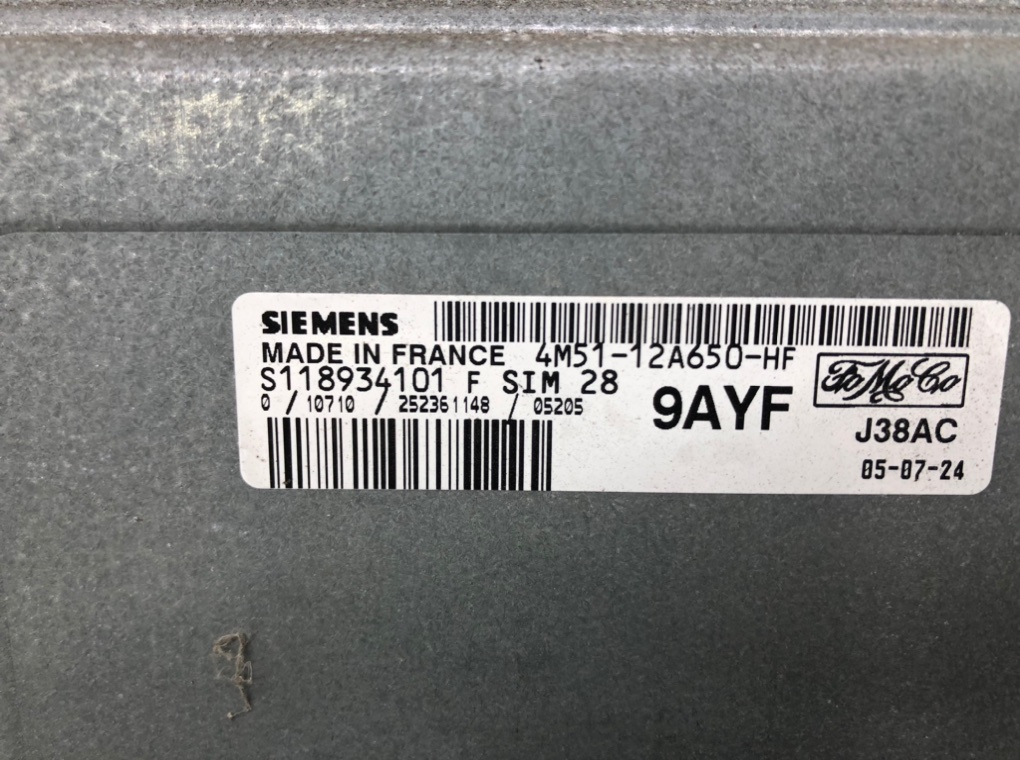 SIEMENS
MADE IN FRANCE 4M51-12A650-HF
S118934101 F SIM 28
0 / 10710 / 252361148 / 05205
9AYF
FoMoCo
J38AC
05-07-24